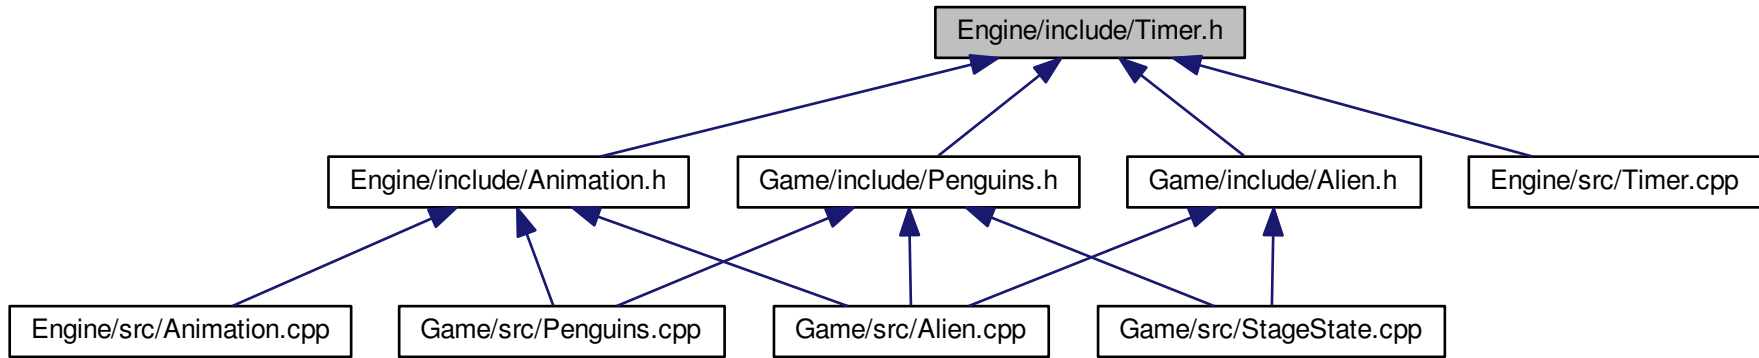 Engine/include/Timer.h
Engine/include/Animation.h
Game/include/Penguins.h
Game/include/Alien.h
Engine/src/Timer.cpp
Engine/src/Animation.cpp
Game/src/Penguins.cpp
Game/src/Alien.cpp
Game/src/StageState.cpp